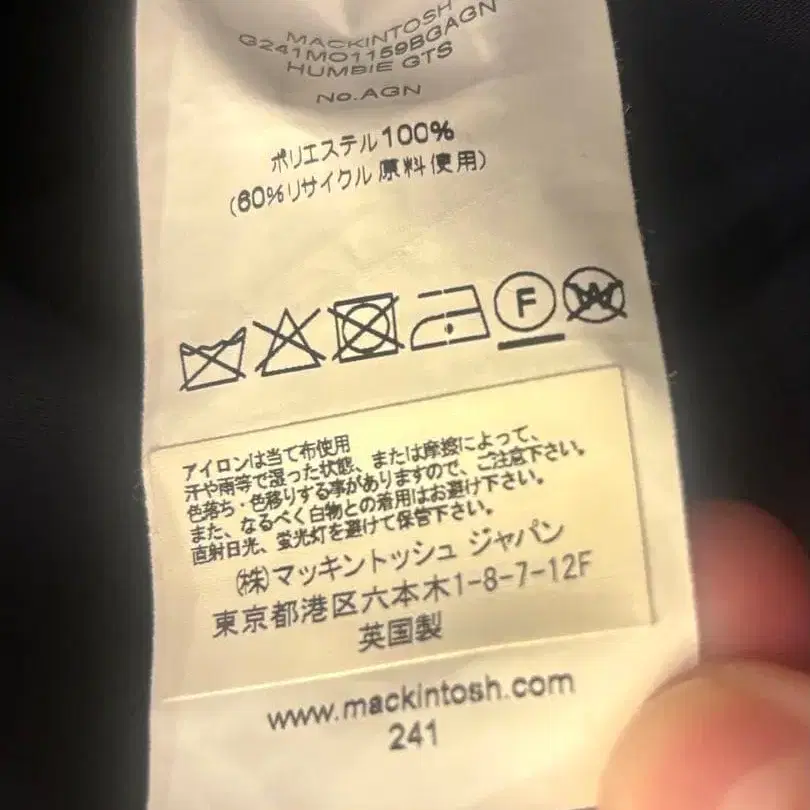 MACKINTOSH
G241MO1159BGAGN
HUMBIE GTS
No.AGN
ポリエステル100%
(60%リサイクル原料使用)
F
W
アイロンは当て布使用
汗や雨等で湿った状態、または摩擦によって、
色落ち・色移りする事がありますので、ご注意下さい。
また、なるべく白物との着用はお避け下さい。
直射日光、蛍光灯を避けて保管下さい。
(株)マッキントッシュ ジャパン
東京都港区六本木1-8-7-12F
英国製
www.mackintosh.com
241